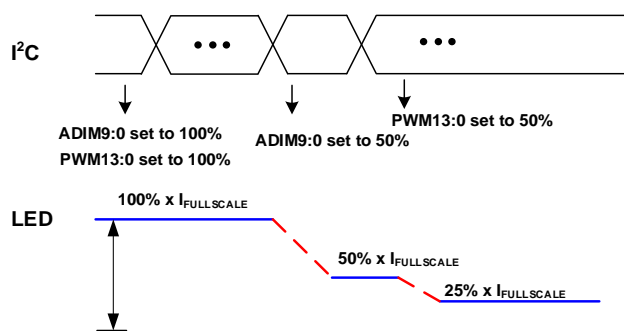 I²C
•••
•••
ADIM9:0 set to 100%
PWM13:0 set to 100%
ADIM9:0 set to 50%
PWM13:0 set to 50%
LED
100% x IFULLSCALE
50% x IFULLSCALE
25% x IFULLSCALE